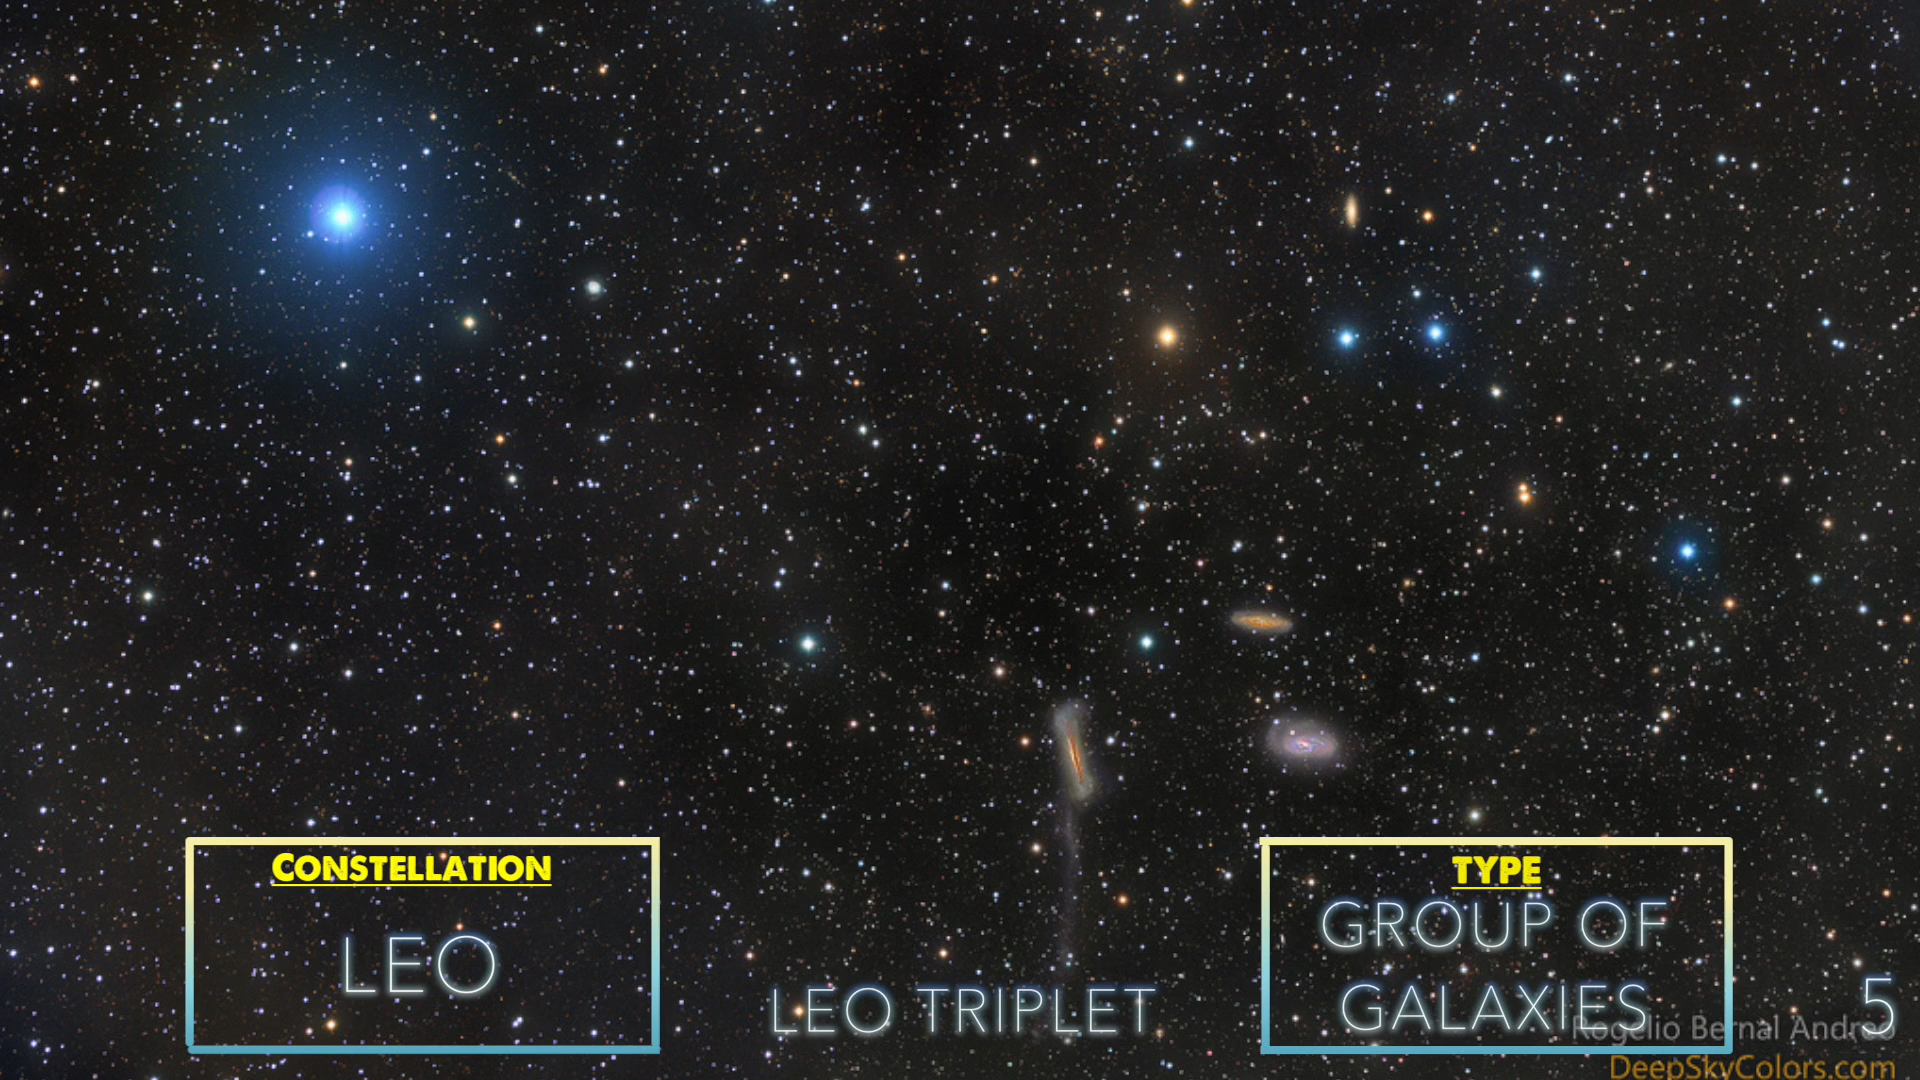 CONSTELLATION
LEO
LEO TRIPLET
TYPE
GROUP OF
GALAXIES
5
Rogelio Bernal Andreo
DeepSkyColors.com